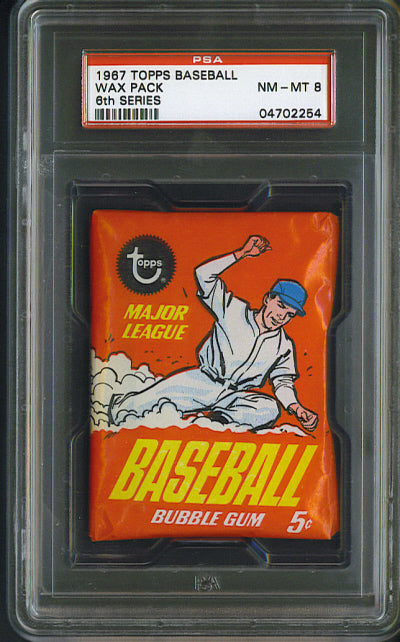 PSA
1967 TOPPS BASEBALL
WAX PACK NM - MT 8
6th SERIES
04702254
Topps
MAJOR
LEAGUE
BASEBALL
BUBBLE GUM 5¢
PSA